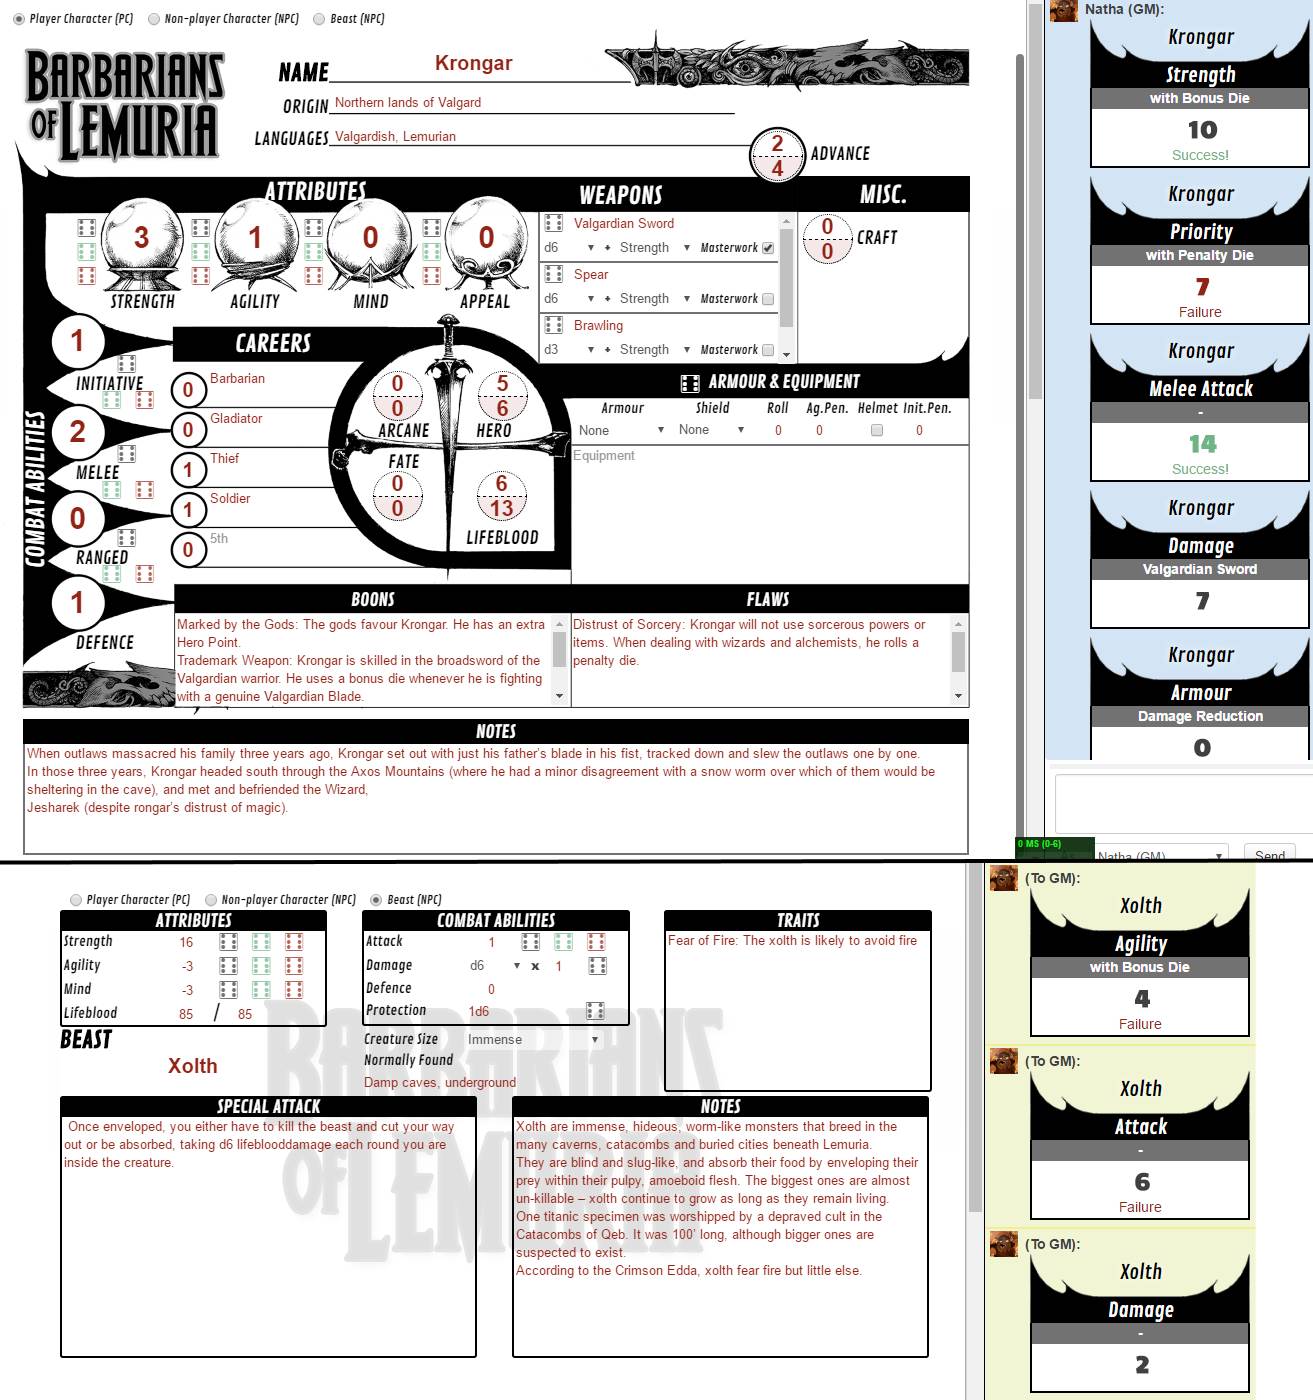 Player Character (PC) Non-player Character (NPC) Beast (NPC)
BARBARIANS
OF LEMURIA
NAME Krongar
ORIGIN Northern lands of Valgard
LANGUAGES Valgardish, Lemurian
2
4
ADVANCE
ATTRIBUTES
3 1 0 0
STRENGTH AGILITY MIND APPEAL
WEAPONS
Valgardian Sword
d6 + Strength Masterwork
Spear
d6 + Strength Masterwork
Brawling
d3 + Strength Masterwork
MISC.
0
0
CRAFT
COMBAT ABILITIES
1
INITIATIVE
2
MELEE
0
RANGED
1
DEFENCE
CAREERS
0 Barbarian
0 Gladiator
1 Thief
1 Soldier
0 5th
0
0
ARCANE
5
6
HERO
FATE
0
0
6
13
LIFEBLOOD
ARMOUR & EQUIPMENT
Armour Shield Roll Ag.Pen. Helmet Init.Pen.
None None 0 0 0
Equipment
BOONS
Marked by the Gods: The gods favour Krongar. He has an extra
Hero Point.
Trademark Weapon: Krongar is skilled in the broadsword of the
Valgardian warrior. He uses a bonus die whenever he is fighting
with a genuine Valgardian Blade.
FLAWS
Distrust of Sorcery: Krongar will not use sorcerous powers or
items. When dealing with wizards and alchemists, he rolls a
penalty die.
NOTES
When outlaws massacred his family three years ago, Krongar set out with just his father's blade in his fist, tracked down and slew the outlaws one by one.
In those three years, Krongar headed south through the Axos Mountains (where he had a minor disagreement with a snow worm over which of them would be
sheltering in the cave), and met and befriended the Wizard,
Jesharek (despite rongar's distrust of magic).
Natha (GM):
Krongar
Strength
with Bonus Die
10
Success!
Krongar
Priority
with Penalty Die
7
Failure
Krongar
Melee Attack
-
14
Success!
Krongar
Damage
Valgardian Sword
7
Krongar
Armour
Damage Reduction
0
0 MS (0-6)
Natha (GM) Send
Player Character (PC) Non-player Character (NPC) Beast (NPC)
ATTRIBUTES
Strength 16
Agility -3
Mind -3
Lifeblood 85 / 85
COMBAT ABILITIES
Attack 1
Damage d6 x 1
Defence 0
Protection 1d6
TRAITS
Fear of Fire: The xolth is likely to avoid fire
BEAST
Xolth
Creature Size Immense
Normally Found
Damp caves, underground
BARBARIANS
OF LEMURIA
SPECIAL ATTACK
Once enveloped, you either have to kill the beast and cut your way
out or be absorbed, taking d6 lifeblooddamage each round you are
inside the creature.
NOTES
Xolth are immense, hideous, worm-like monsters that breed in the
many caverns, catacombs and buried cities beneath Lemuria.
They are blind and slug-like, and absorb their food by enveloping their
prey within their pulpy, amoeboid flesh. The biggest ones are almost
un-killable – xolth continue to grow as long as they remain living.
One titanic specimen was worshipped by a depraved cult in the
Catacombs of Qeb. It was 100' long, although bigger ones are
suspected to exist.
According to the Crimson Edda, xolth fear fire but little else.
(To GM):
Xolth
Agility
with Bonus Die
4
Failure
(To GM):
Xolth
Attack
-
6
Failure
(To GM):
Xolth
Damage
-
2